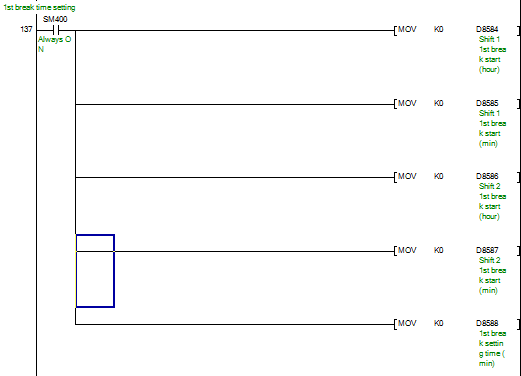 1st break time setting
SM400
137
Always O
N
MOV K0 D8584
Shift 1
1st brea
k start
(hour)
MOV K0 D8585
Shift 1
1st brea
k start
(min)
MOV K0 D8586
Shift 2
1st brea
k start
(hour)
MOV K0 D8587
Shift 2
1st brea
k start
(min)
MOV K0 D8588
1st brea
k settin
g time (
min)